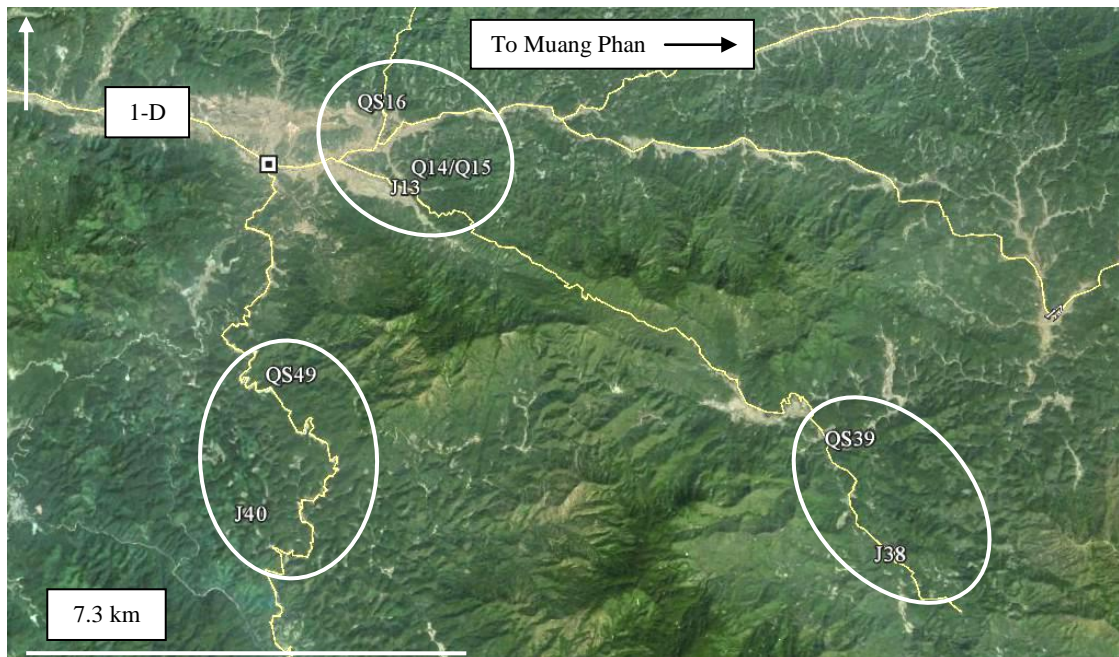 To Muang Phan
1-D
QS16
Q14/Q15
J13
QS49
QS39
J40
J38
7.3 km